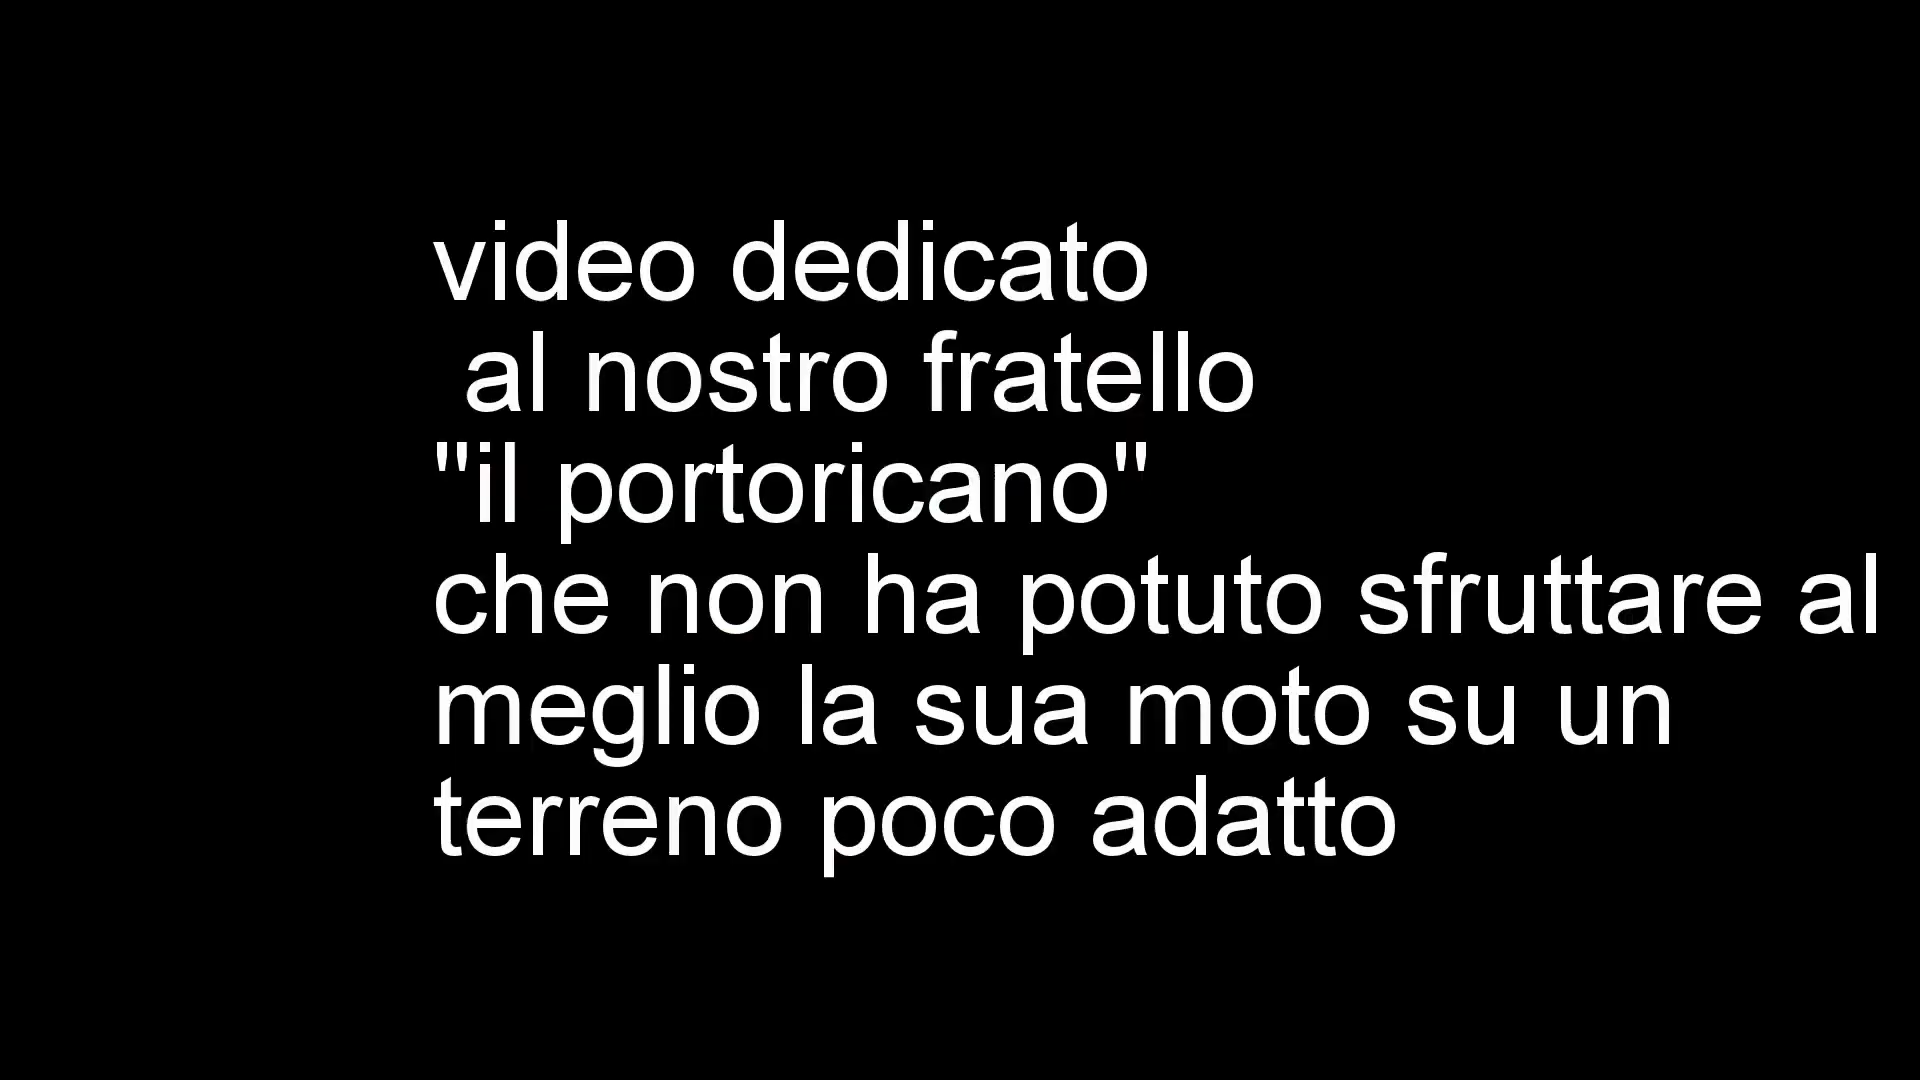 video dedicato
al nostro fratello
"il portoricano"
che non ha potuto sfruttare al
meglio la sua moto su un
terreno poco adatto